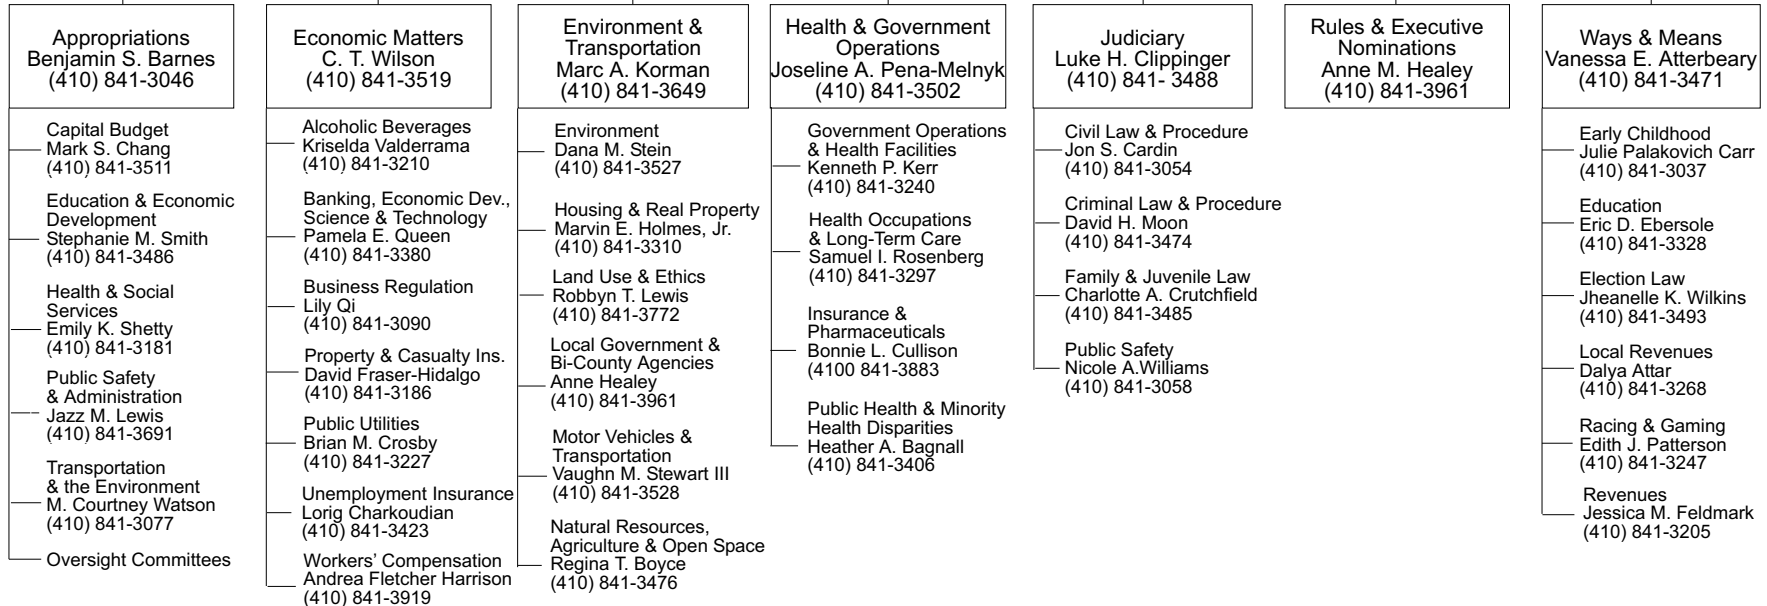 Appropriations
Benjamin S. Barnes
(410) 841-3046
Capital Budget
Mark S. Chang
(410) 841-3511
Education & Economic
Development
Stephanie M. Smith
(410) 841-3486
Health & Social
Services
Emily K. Shetty
(410) 841-3181
Public Safety
& Administration
Jazz M. Lewis
(410) 841-3691
Transportation
& the Environment
M. Courtney Watson
(410) 841-3077
Oversight Committees
Economic Matters
C. T. Wilson
(410) 841-3519
Alcoholic Beverages
Kriselda Valderrama
(410) 841-3210
Banking, Economic Dev.,
Science & Technology
Pamela E. Queen
(410) 841-3380
Business Regulation
Lily Qi
(410) 841-3090
Property & Casualty Ins.
David Fraser-Hidalgo
(410) 841-3186
Public Utilities
Brian M. Crosby
(410) 841-3227
Unemployment Insurance
Lorig Charkoudian
(410) 841-3423
Workers’ Compensation
Andrea Fletcher Harrison
(410) 841-3919
Environment &
Transportation
Marc A. Korman
(410) 841-3649
Environment
Dana M. Stein
(410) 841-3527
Housing & Real Property
Marvin E. Holmes, Jr.
(410) 841-3310
Land Use & Ethics
Robbyn T. Lewis
(410) 841-3772
Local Government &
Bi-County Agencies
Anne Healey
(410) 841-3961
Motor Vehicles &
Transportation
Vaughn M. Stewart III
(410) 841-3528
Natural Resources,
Agriculture & Open Space
Regina T. Boyce
(410) 841-3476
Health & Government
Operations
Joseline A. Pena-Melnyk
(410) 841-3502
Government Operations
& Health Facilities
Kenneth P. Kerr
(410) 841-3240
Health Occupations
& Long-Term Care
Samuel I. Rosenberg
(410) 841-3297
Insurance &
Pharmaceuticals
Bonnie L. Cullison
(4100 841-3883
Public Health & Minority
Health Disparities
Heather A. Bagnall
(410) 841-3406
Judiciary
Luke H. Clippinger
(410) 841- 3488
Civil Law & Procedure
Jon S. Cardin
(410) 841-3054
Criminal Law & Procedure
David H. Moon
(410) 841-3474
Family & Juvenile Law
Charlotte A. Crutchfield
(410) 841-3485
Public Safety
Nicole A.Williams
(410) 841-3058
Rules & Executive
Nominations
Anne M. Healey
(410) 841-3961
Ways & Means
Vanessa E. Atterbeary
(410) 841-3471
Early Childhood
Julie Palakovich Carr
(410) 841-3037
Education
Eric D. Ebersole
(410) 841-3328
Election Law
Jheanelle K. Wilkins
(410) 841-3493
Local Revenues
Dalya Attar
(410) 841-3268
Racing & Gaming
Edith J. Patterson
(410) 841-3247
Revenues
Jessica M. Feldmark
(410) 841-3205